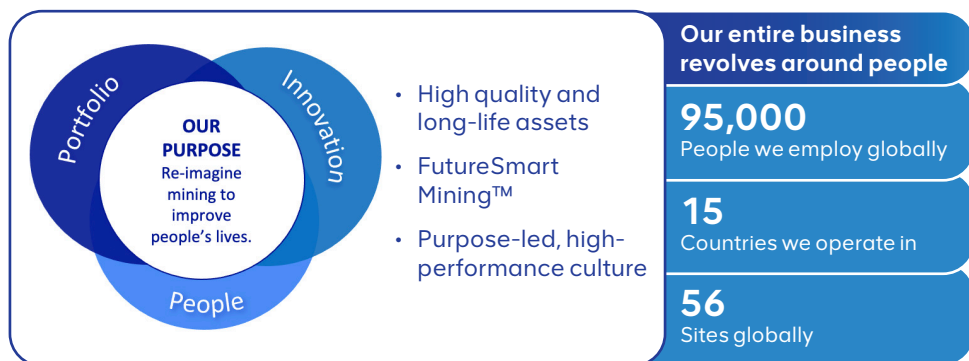 Portfolio
Innovation
People
OUR
PURPOSE
Re-imagine
mining to
improve
people's lives.
• High quality and
long-life assets
• FutureSmart
Mining™
• Purpose-led, high-
performance culture
Our entire business
revolves around people
95,000
People we employ globally
15
Countries we operate in
56
Sites globally